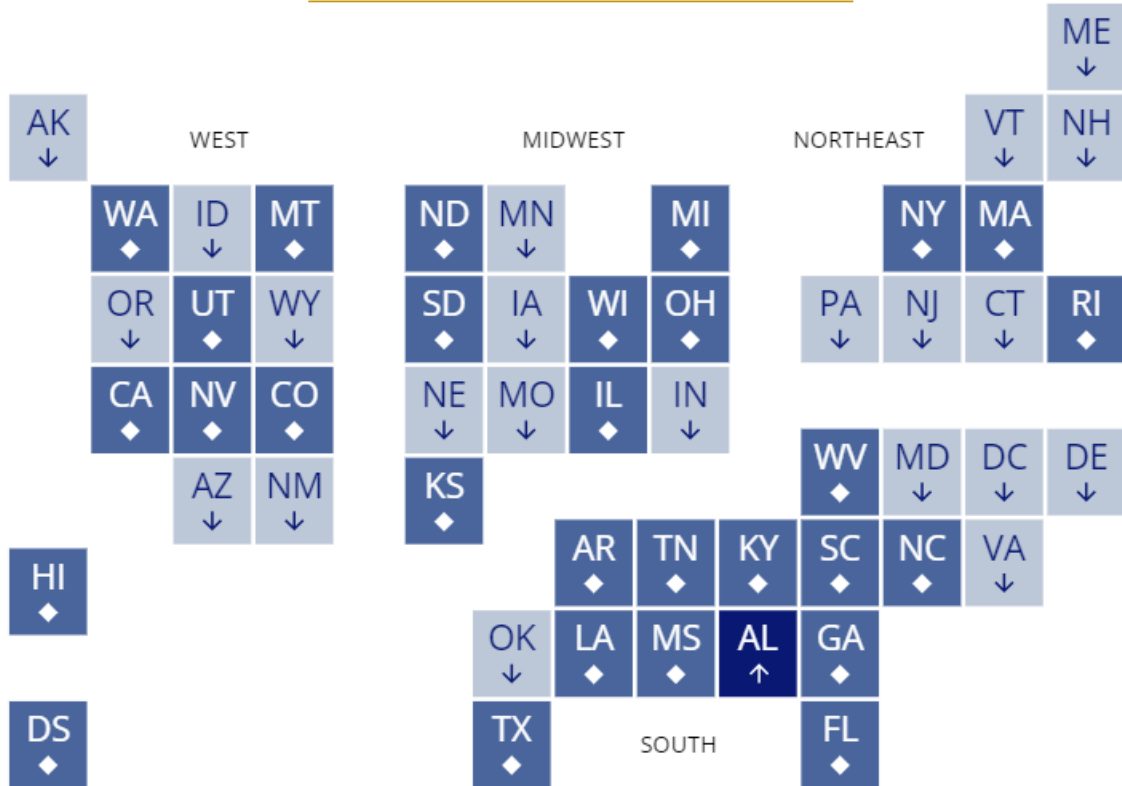 ME
↓
AK WEST MIDWEST NORTHEAST VT NH
↓ ↓ ↓
WA ID MT ND MN MI NY MA
◆ ↓ ◆ ◆ ↓ ◆ ◆ ◆
OR UT WY SD IA WI OH PA NJ CT RI
↓ ◆ ↓ ◆ ↓ ◆ ◆ ↓ ↓ ↓ ◆
CA NV CO NE MO IL IN
◆ ◆ ◆ ↓ ↓ ◆ ↓
WV MD DC DE
◆ ↓ ↓ ↓
AZ NM KS
↓ ↓ ◆
AR TN KY SC NC VA
◆ ◆ ◆ ◆ ◆ ↓
HI
◆
OK LA MS AL GA
↓ ◆ ◆ ↑ ◆
DS TX SOUTH FL
◆ ◆ ◆